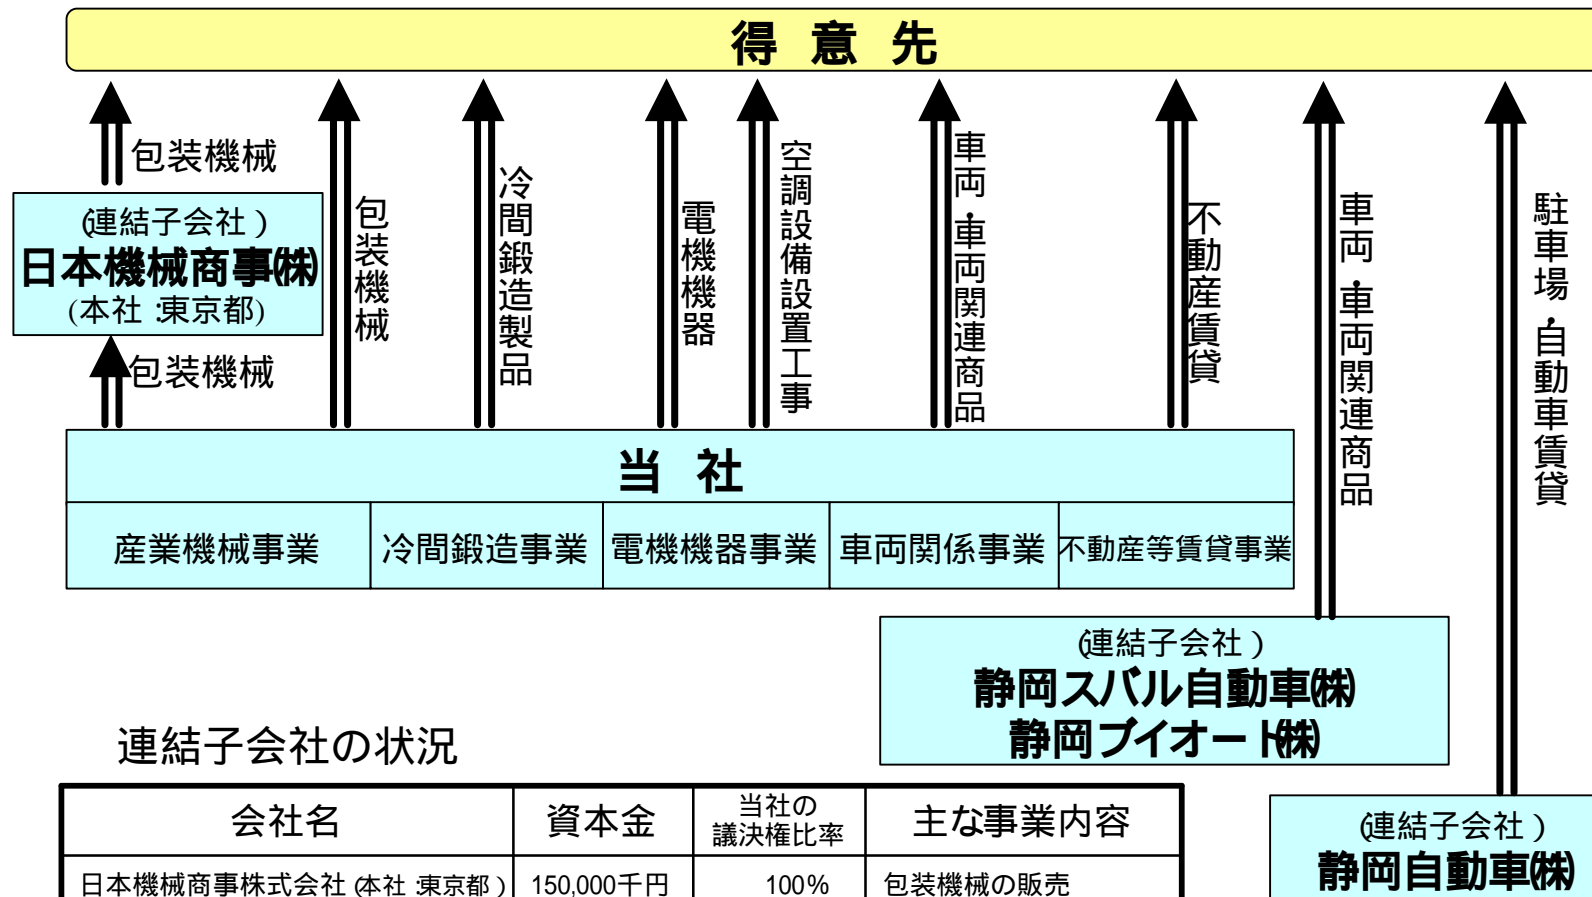 得意先
包装機械
(連結子会社)
日本機械商事㈱
(本社:東京都)
包装機械
包装機械
冷間鍛造製品
電機機器
空調設備設置工事
車両・車両関連商品
不動産賃貸
車両・車両関連商品
駐車場・自動車賃貸
当社
産業機械事業
冷間鍛造事業
電機機器事業
車両関係事業
不動産等賃貸事業
(連結子会社)
静岡スバル自動車㈱
静岡ブイオート㈱
(連結子会社)
静岡自動車㈱
連結子会社の状況
会社名
資本金
当社の
議決権比率
主な事業内容
日本機械商事株式会社(本社:東京都)
150,000千円
100%
包装機械の販売